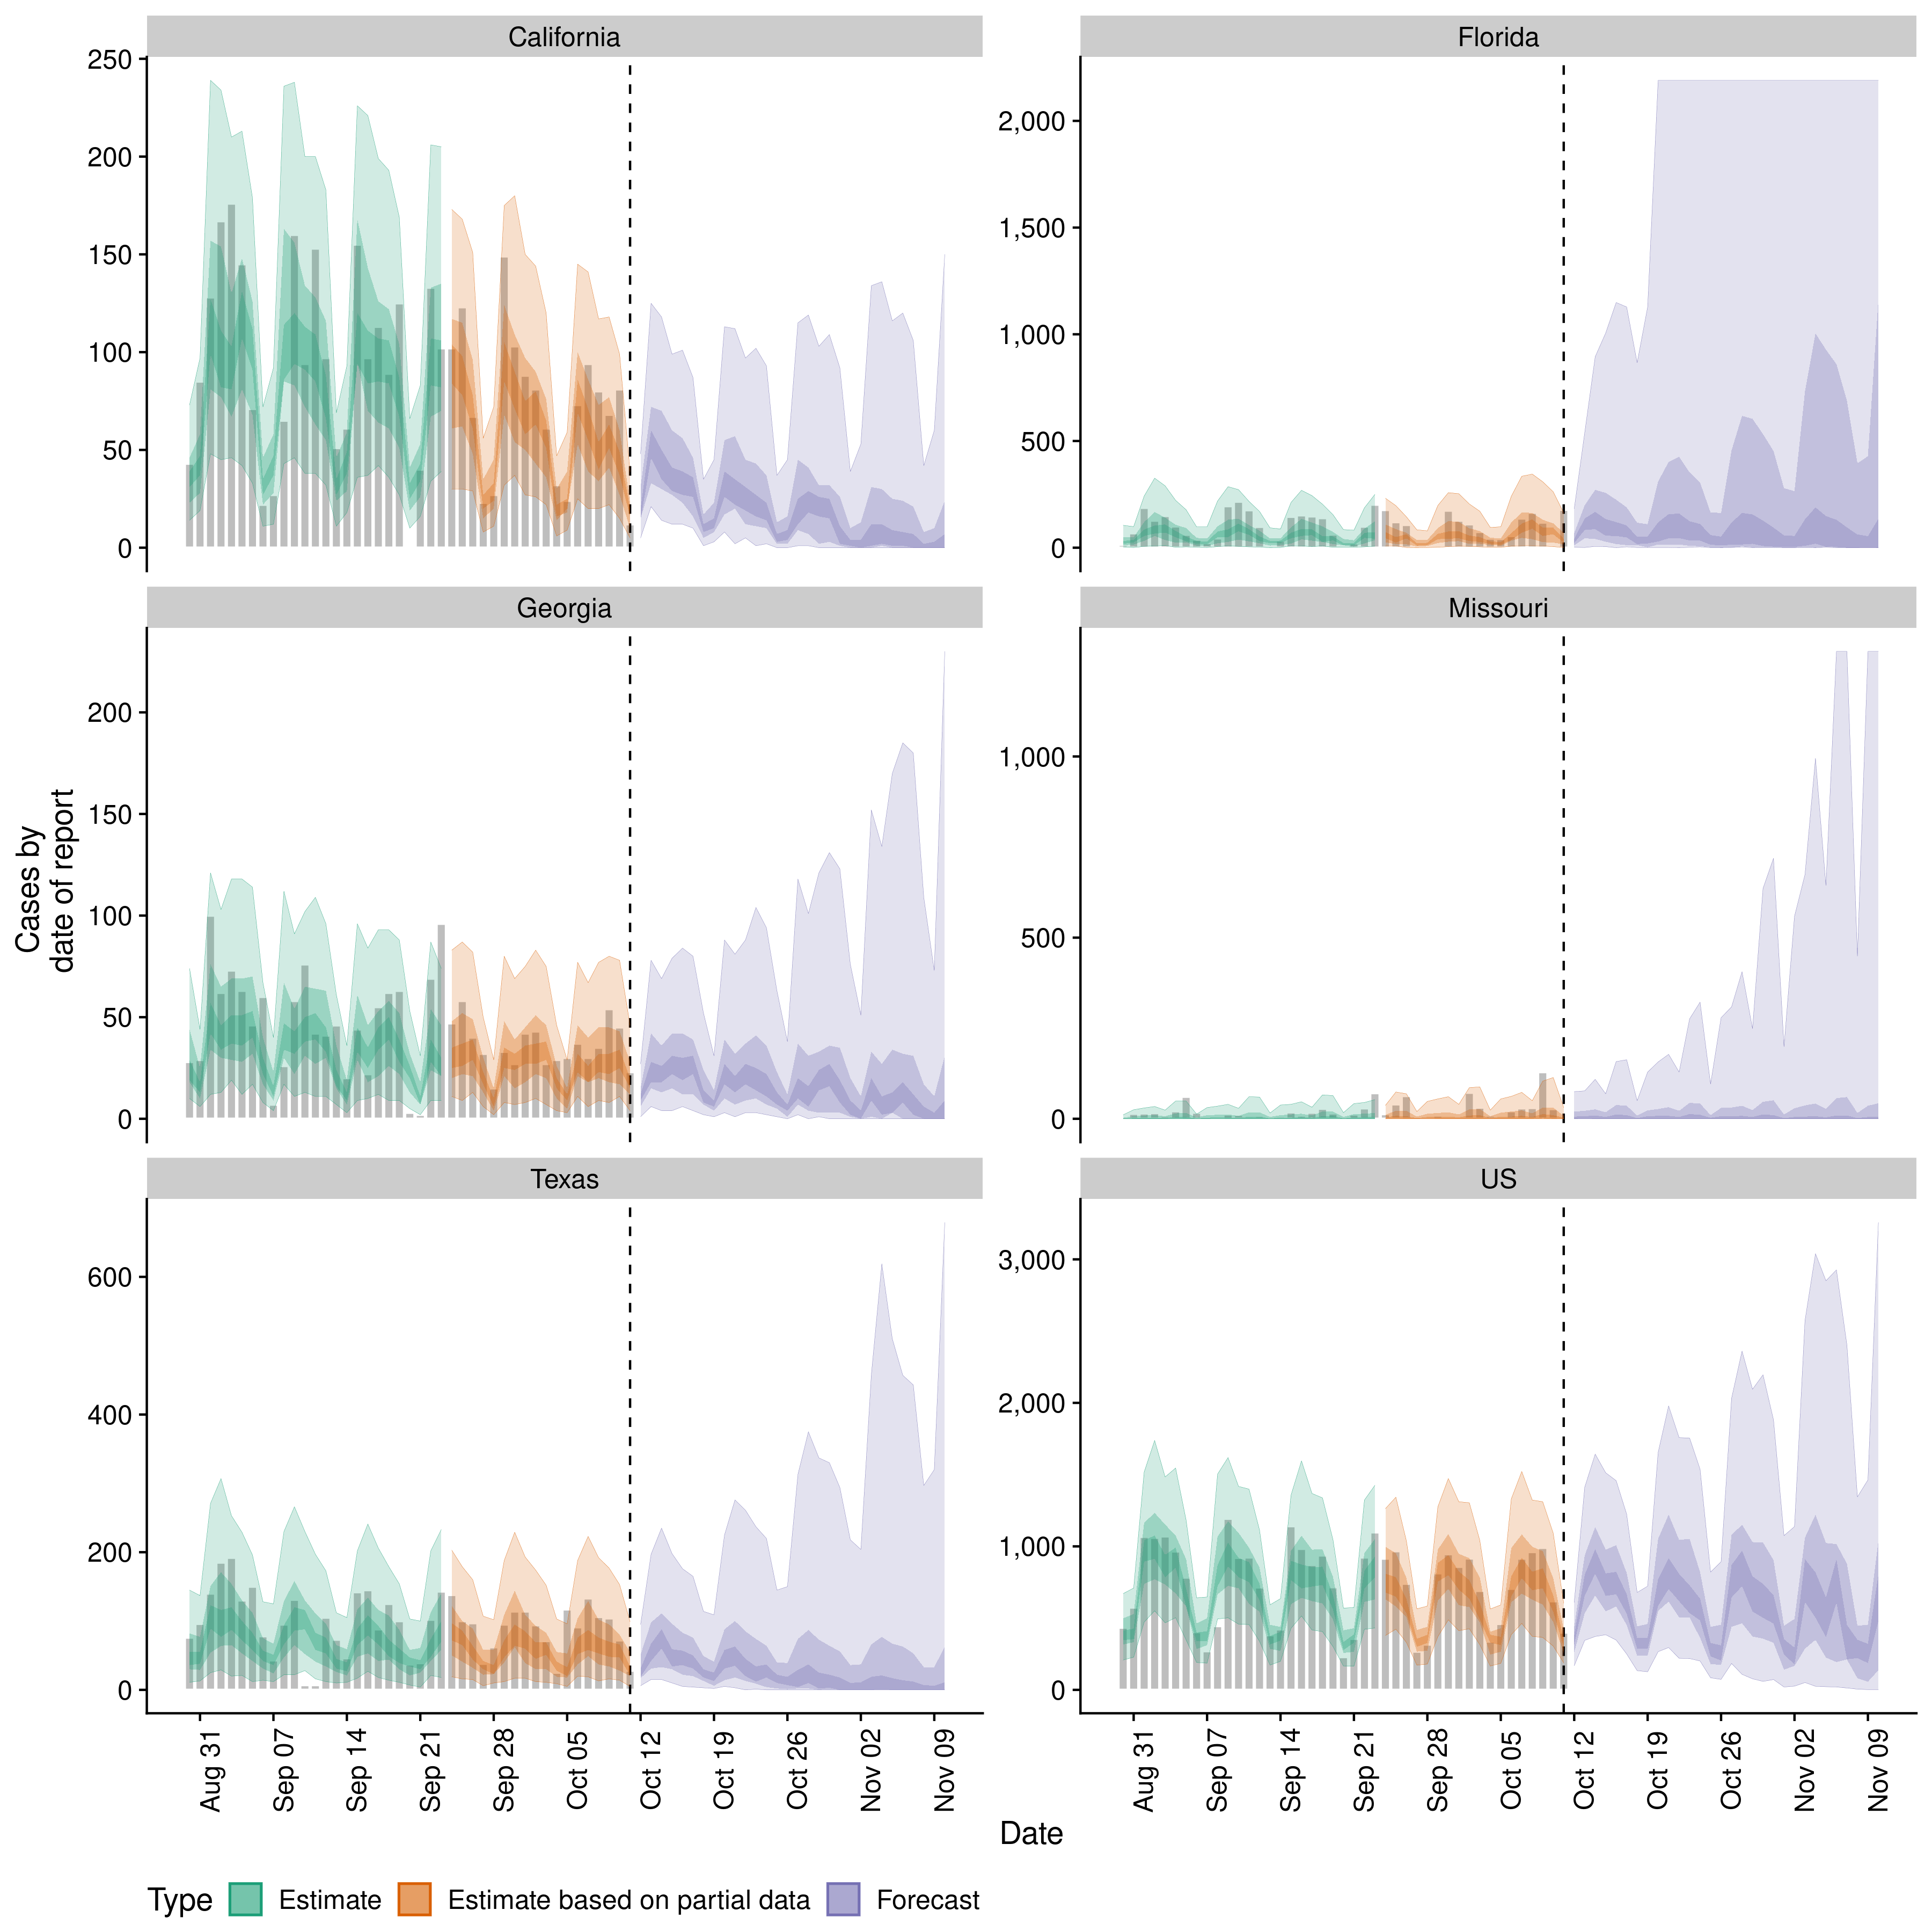 California
Florida
250
200
150
100
50
0
2,000
1,500
1,000
500
0
Georgia
Missouri
200
150
100
50
0
1,000
500
0
Texas
US
600
400
200
0
3,000
2,000
1,000
0
Cases by
date of report
Aug 31
Sep 07
Sep 14
Sep 21
Sep 28
Oct 05
Oct 12
Oct 19
Oct 26
Nov 02
Nov 09
Aug 31
Sep 07
Sep 14
Sep 21
Sep 28
Oct 05
Oct 12
Oct 19
Oct 26
Nov 02
Nov 09
Date
Type Estimate Estimate based on partial data Forecast